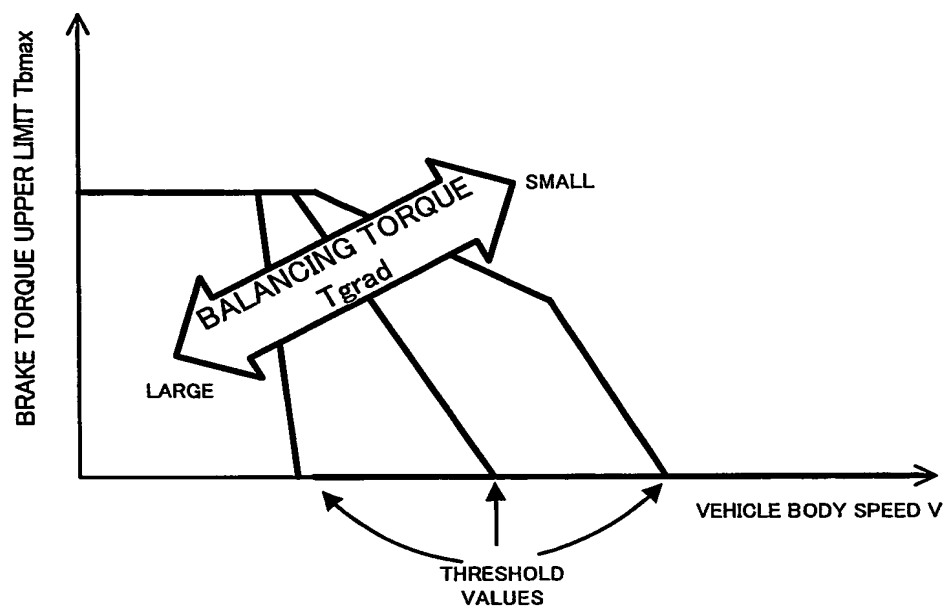 BRAKE TORQUE UPPER LIMIT Tbmax
SMALL
BALANCING TORQUE
Tgrad
LARGE
VEHICLE BODY SPEED V
THRESHOLD
VALUES